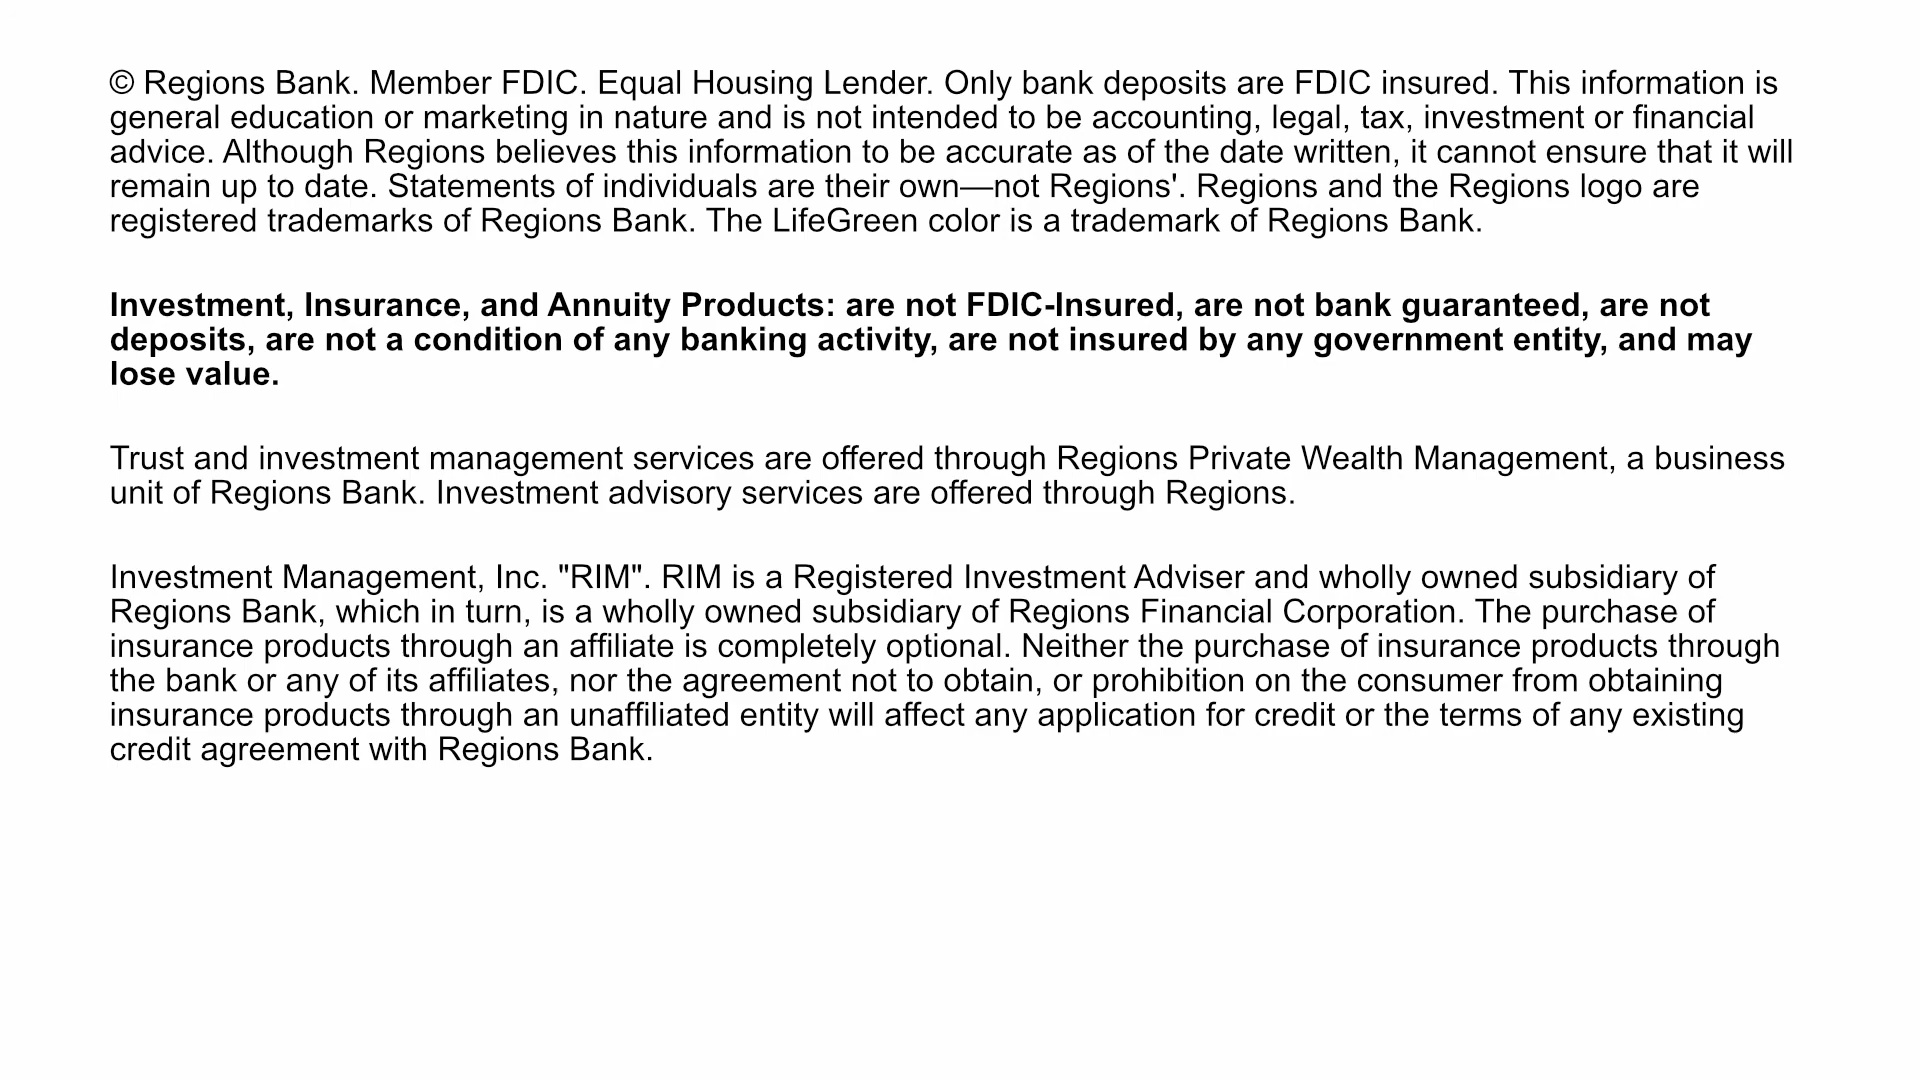 © Regions Bank. Member FDIC. Equal Housing Lender. Only bank deposits are FDIC insured. This information is
general education or marketing in nature and is not intended to be accounting, legal, tax, investment or financial
advice. Although Regions believes this information to be accurate as of the date written, it cannot ensure that it will
remain up to date. Statements of individuals are their own—not Regions'. Regions and the Regions logo are
registered trademarks of Regions Bank. The LifeGreen color is a trademark of Regions Bank.
Investment, Insurance, and Annuity Products: are not FDIC-Insured, are not bank guaranteed, are not
deposits, are not a condition of any banking activity, are not insured by any government entity, and may
lose value.
Trust and investment management services are offered through Regions Private Wealth Management, a business
unit of Regions Bank. Investment advisory services are offered through Regions.
Investment Management, Inc. "RIM". RIM is a Registered Investment Adviser and wholly owned subsidiary of
Regions Bank, which in turn, is a wholly owned subsidiary of Regions Financial Corporation. The purchase of
insurance products through an affiliate is completely optional. Neither the purchase of insurance products through
the bank or any of its affiliates, nor the agreement not to obtain, or prohibition on the consumer from obtaining
insurance products through an unaffiliated entity will affect any application for credit or the terms of any existing
credit agreement with Regions Bank.